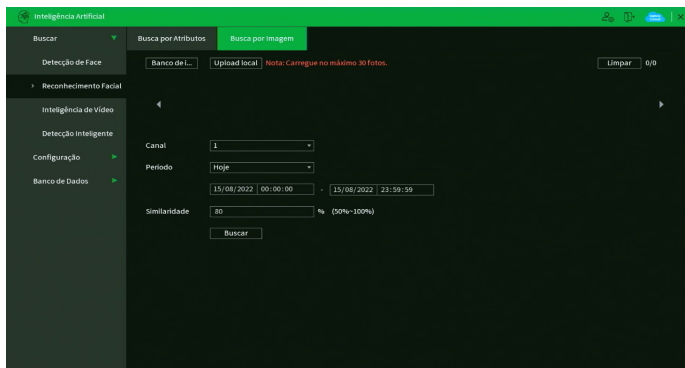 Inteligência Artificial
Buscar
Busca por Atributos
Busca por Imagem
Detecção de Face
Banco de i...
Upload local
Nota: Carregue no máximo 30 fotos.
Limpar
0/0
Reconhecimento Facial
Inteligência de Vídeo
Detecção Inteligente
Canal
1
Configuração
Período
Hoje
Banco de Dados
15/08/2022 00:00:00 - 15/08/2022 23:59:59
Similaridade
80
% (50%~100%)
Buscar